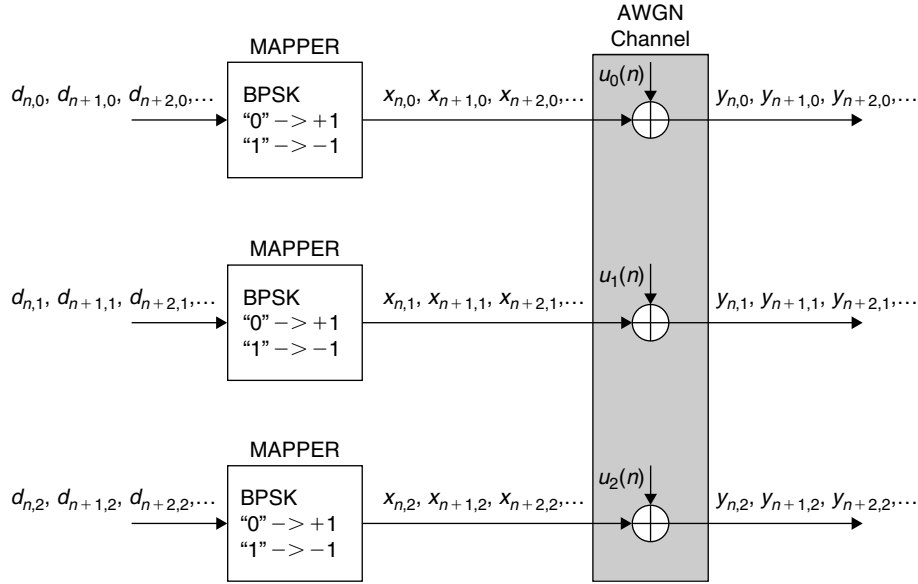 AWGN
Channel
MAPPER
d_{n,0}, d_{n+1,0}, d_{n+2,0},...
BPSK
“0” −> +1
“1” −> −1
x_{n,0}, x_{n+1,0}, x_{n+2,0},...
u_0(n)
y_{n,0}, y_{n+1,0}, y_{n+2,0},...
MAPPER
d_{n,1}, d_{n+1,1}, d_{n+2,1},...
BPSK
“0” −> +1
“1” −> −1
x_{n,1}, x_{n+1,1}, x_{n+2,1},...
u_1(n)
y_{n,1}, y_{n+1,1}, y_{n+2,1},...
MAPPER
d_{n,2}, d_{n+1,2}, d_{n+2,2},...
BPSK
“0” −> +1
“1” −> −1
x_{n,2}, x_{n+1,2}, x_{n+2,2},...
u_2(n)
y_{n,2}, y_{n+1,2}, y_{n+2,2},...